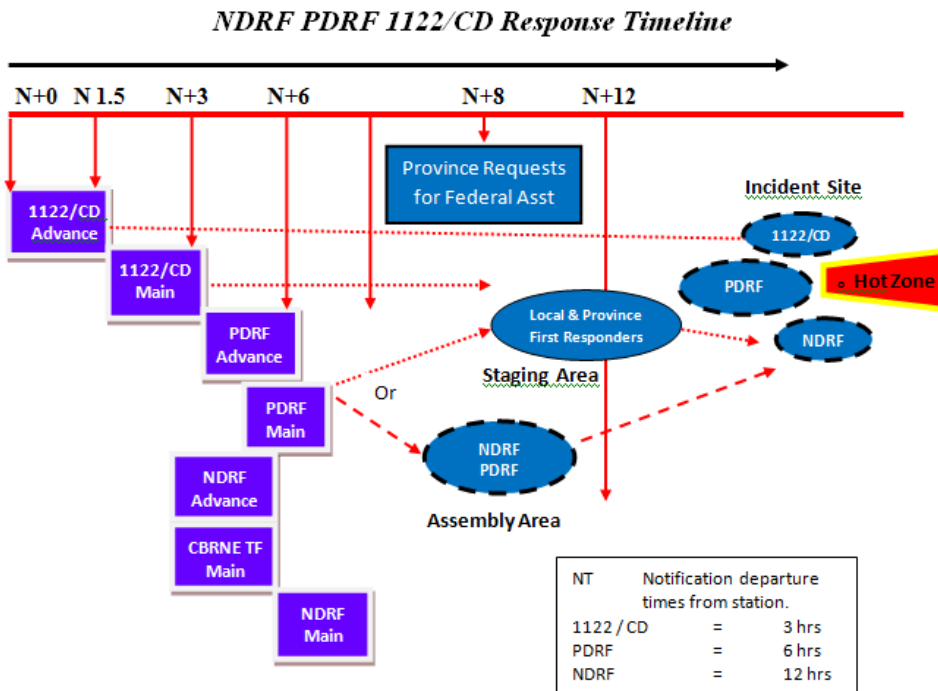 NDRF PDRF 1122/CD Response Timeline
N+0 N 1.5 N+3 N+6 N+8 N+12
Province Requests
for Federal Asst
Incident Site
1122/CD
Advance
1122/CD
1122/CD
Main
PDRF
Hot Zone
Local & Province
First Responders
PDRF
Advance
NDRF
Staging Area
Or
PDRF
Main
NDRF
PDRF
NDRF
Advance
Assembly Area
CBRNE TF
Main
NDRF
Main
NT Notification departure
times from station.
1122 / CD = 3 hrs
PDRF = 6 hrs
NDRF = 12 hrs